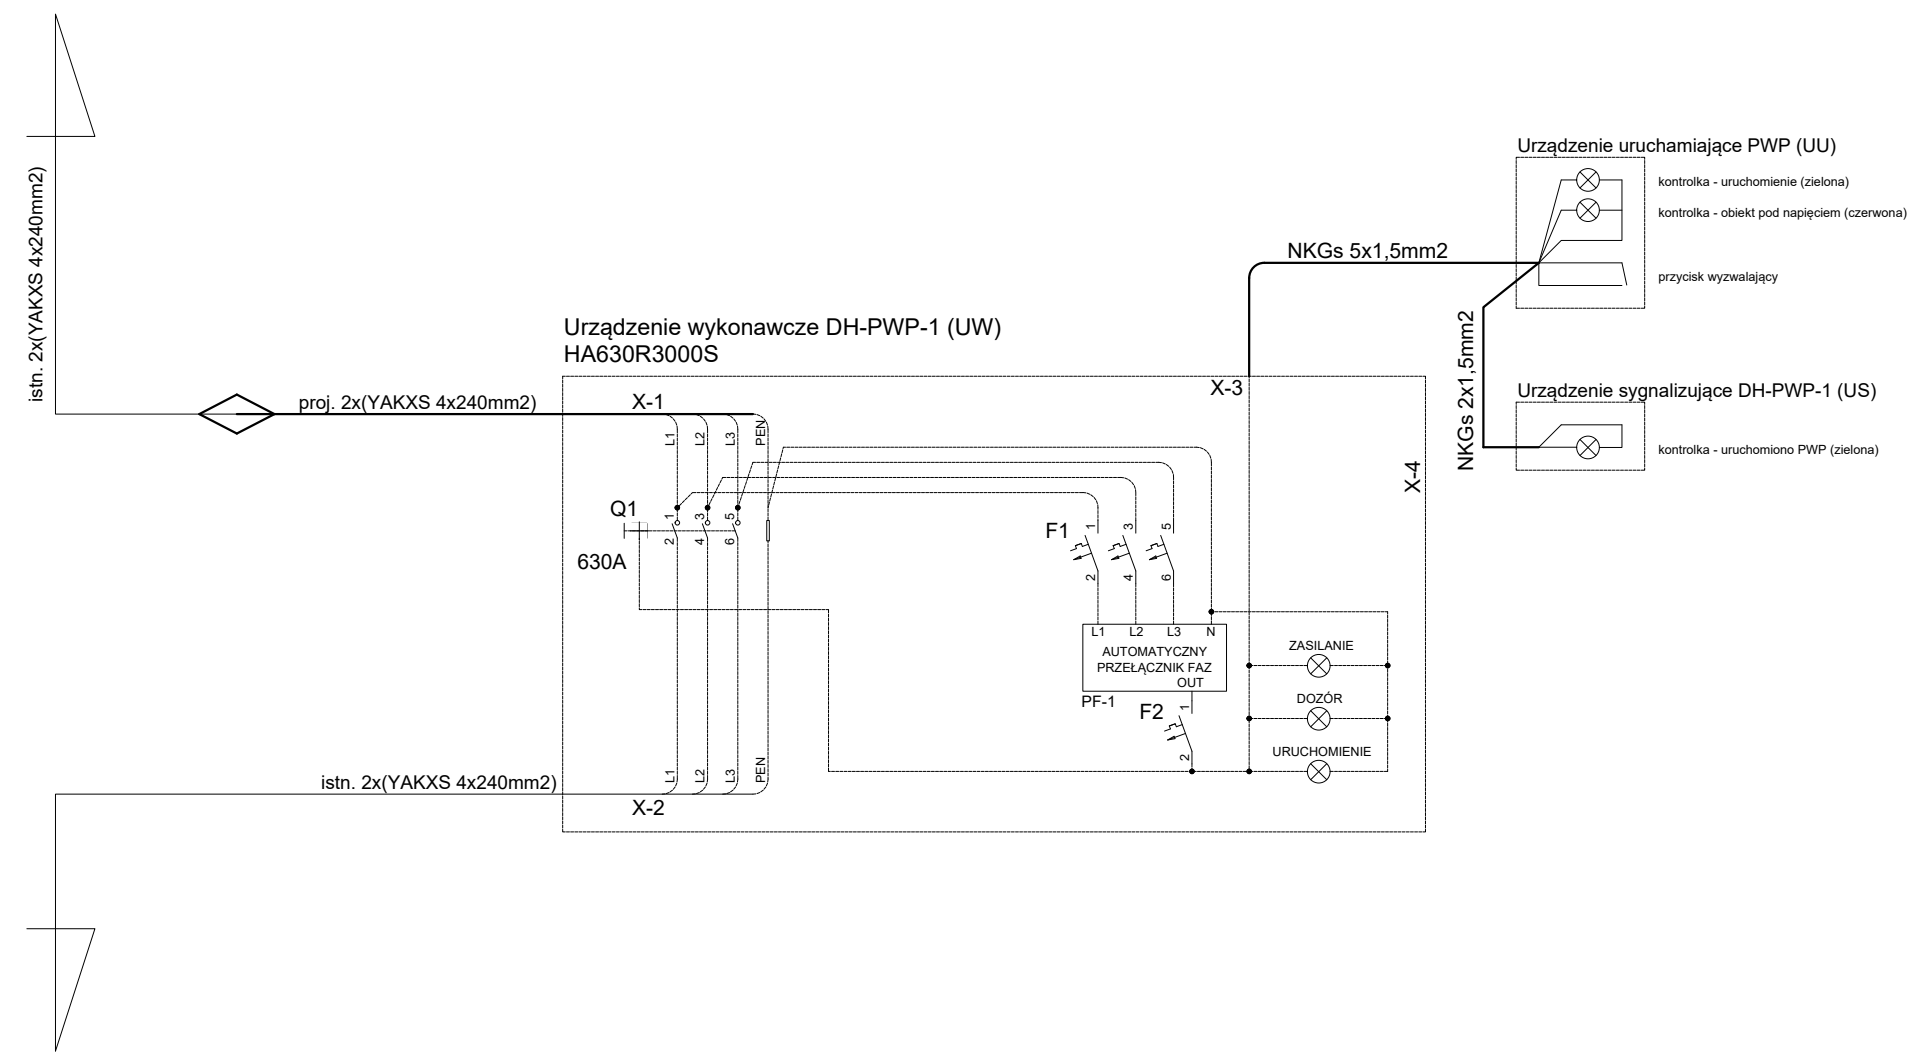 istn. 2x(YAKXS 4x240mm2)
proj. 2x(YAKXS 4x240mm2)
Urządzenie wykonawcze DH-PWP-1 (UW)
HA630R3000S
X-1
L1
L2
L3
PEN
Q1
1
2
3
4
5
6
630A
F1
1
2
3
4
5
6
L1
L2
L3
N
AUTOMATYCZNY
PRZEŁĄCZNIK FAZ
OUT
PF-1
F2
1
2
X-3
X-4
ZASILANIE
DOZÓR
URUCHOMIENIE
istn. 2x(YAKXS 4x240mm2)
L1
L2
L3
PEN
X-2
NKGs 5x1,5mm2
Urządzenie uruchamiające PWP (UU)
kontrolka - uruchomienie (zielona)
kontrolka - obiekt pod napięciem (czerwona)
przycisk wyzwalający
NKGs 2x1,5mm2
Urządzenie sygnalizujące DH-PWP-1 (US)
kontrolka - uruchomiono PWP (zielona)